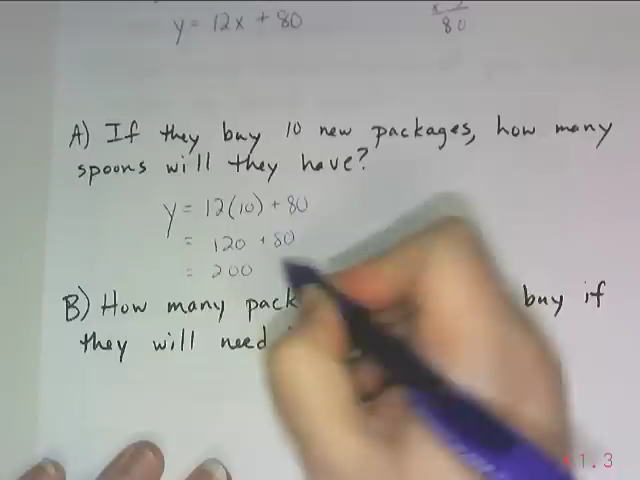 y = 12x + 80
80
A) If they buy 10 new packages, how many
spoons will they have?
y = 12(10) + 80
= 120 + 80
= 200
B) How many pack buy if
they will need
1.3